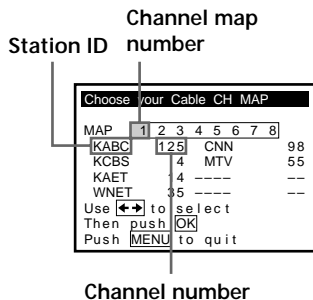 Channel map
number
Station ID
Choose your Cable CH MAP
MAP 1 2 3 4 5 6 7 8
KABC 125 CNN 98
KCBS 4 MTV 55
KAET 14 ---- --
WNET 35 ---- --
Use ←→ to select
Then push OK
Push MENU to quit
Channel number